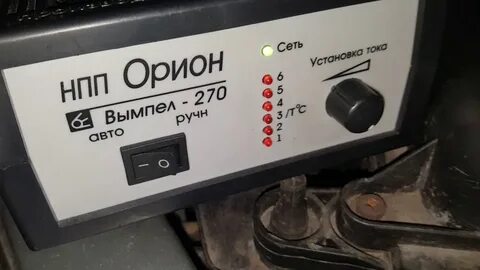 НПП Орион
Вымпел - 270
авто ручн
– O
Сеть
6
5
4
3 /T°C
2
1
Установка тока